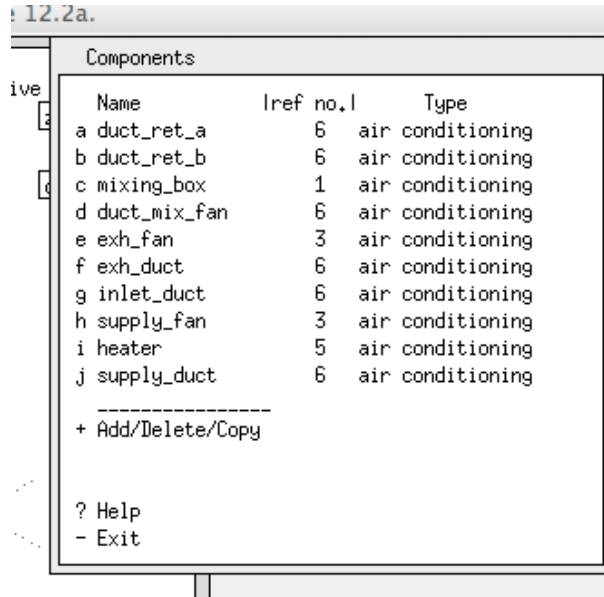 12.2a.
Components
ive
Name |ref no.| Type
a duct_ret_a 6 air conditioning
b duct_ret_b 6 air conditioning
c mixing_box 1 air conditioning
d duct_mix_fan 6 air conditioning
e exh_fan 3 air conditioning
f exh_duct 6 air conditioning
g inlet_duct 6 air conditioning
h supply_fan 3 air conditioning
i heater 5 air conditioning
j supply_duct 6 air conditioning
________________
+ Add/Delete/Copy
? Help
- Exit